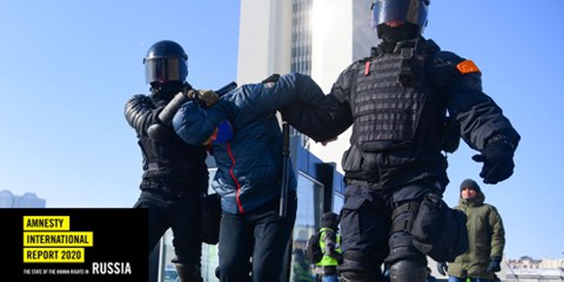 AMNESTY
INTERNATIONAL
REPORT 2020
THE STATE OF THE HUMAN RIGHTS IN RUSSIA